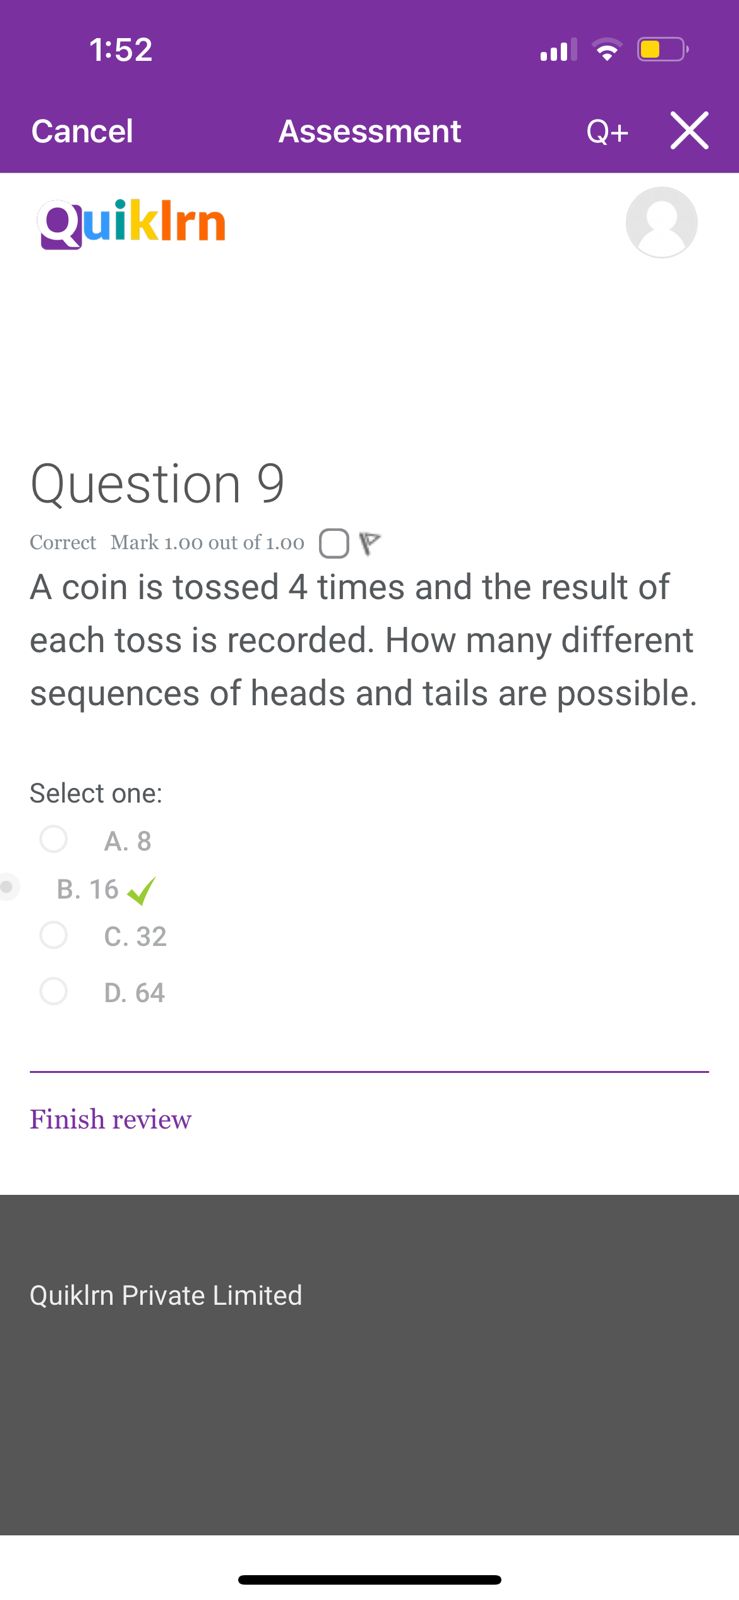 1:52
Cancel Assessment Q+
Quiklrn
Question 9
Correct Mark 1.00 out of 1.00
A coin is tossed 4 times and the result of
each toss is recorded. How many different
sequences of heads and tails are possible.
Select one:
A. 8
B. 16
C. 32
D. 64
Finish review
Quiklrn Private Limited